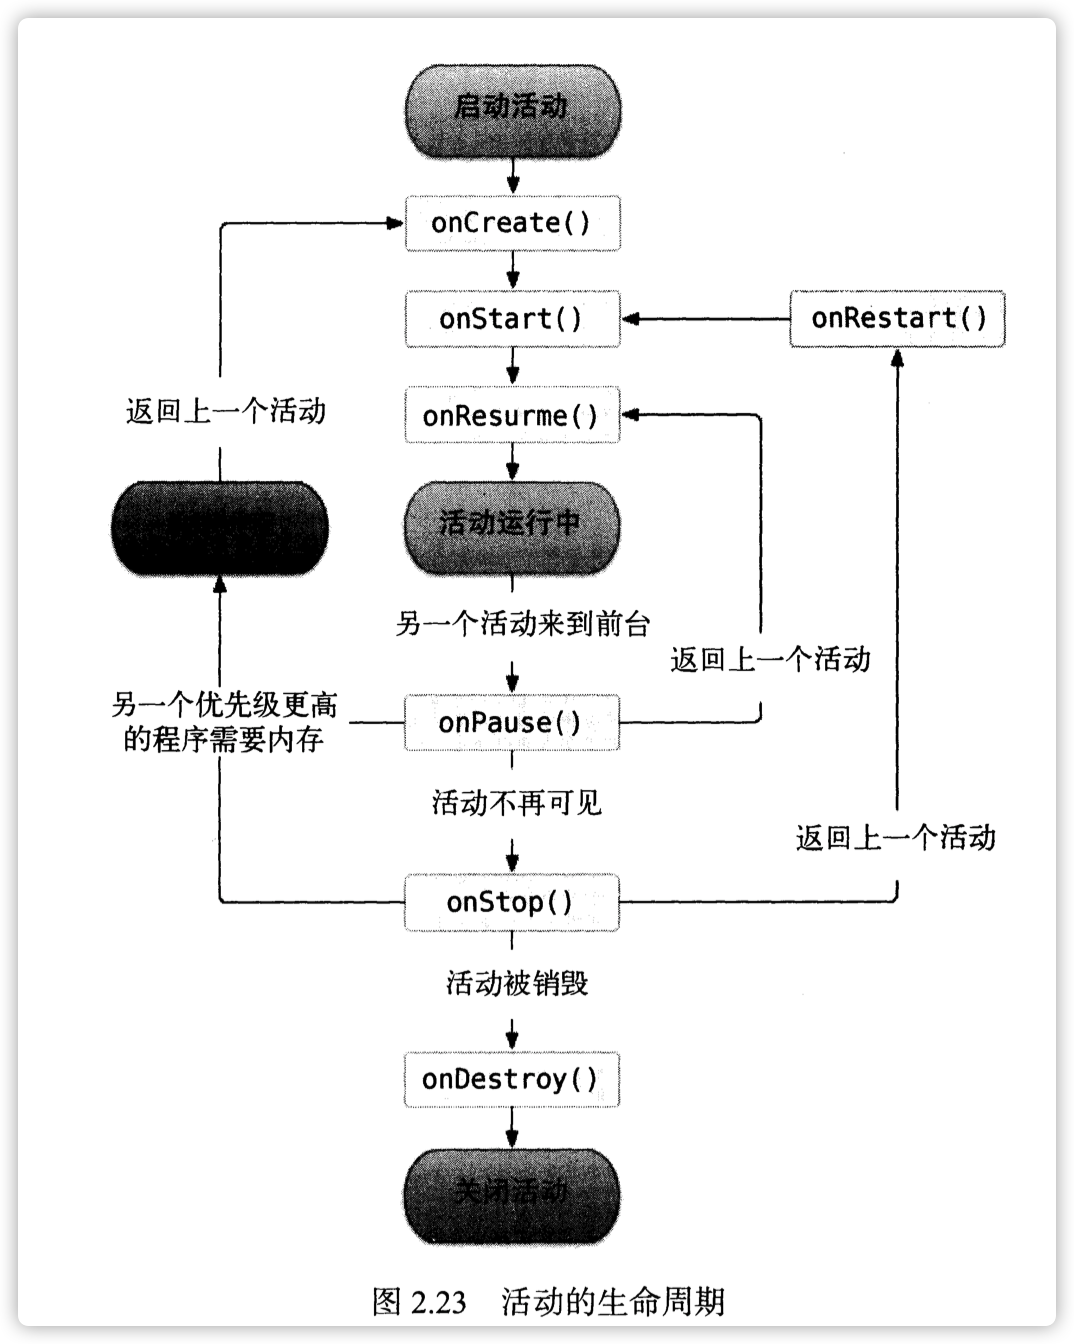 启动活动
onCreate()
onStart()
onRestart()
返回上一个活动
onResurme()
活动运行中
另一个活动来到前台
返回上一个活动
另一个优先级更高
的程序需要内存
onPause()
活动不再可见
返回上一个活动
onStop()
活动被销毁
onDestroy()
关闭活动
图 2.23 活动的生命周期